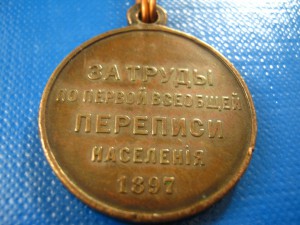 ЗА ТРУДЫ
ПО ПЕРВОЙ ВСЕОБЩЕЙ
ПЕРЕПИСИ
НАСЕЛЕНІЯ
1897